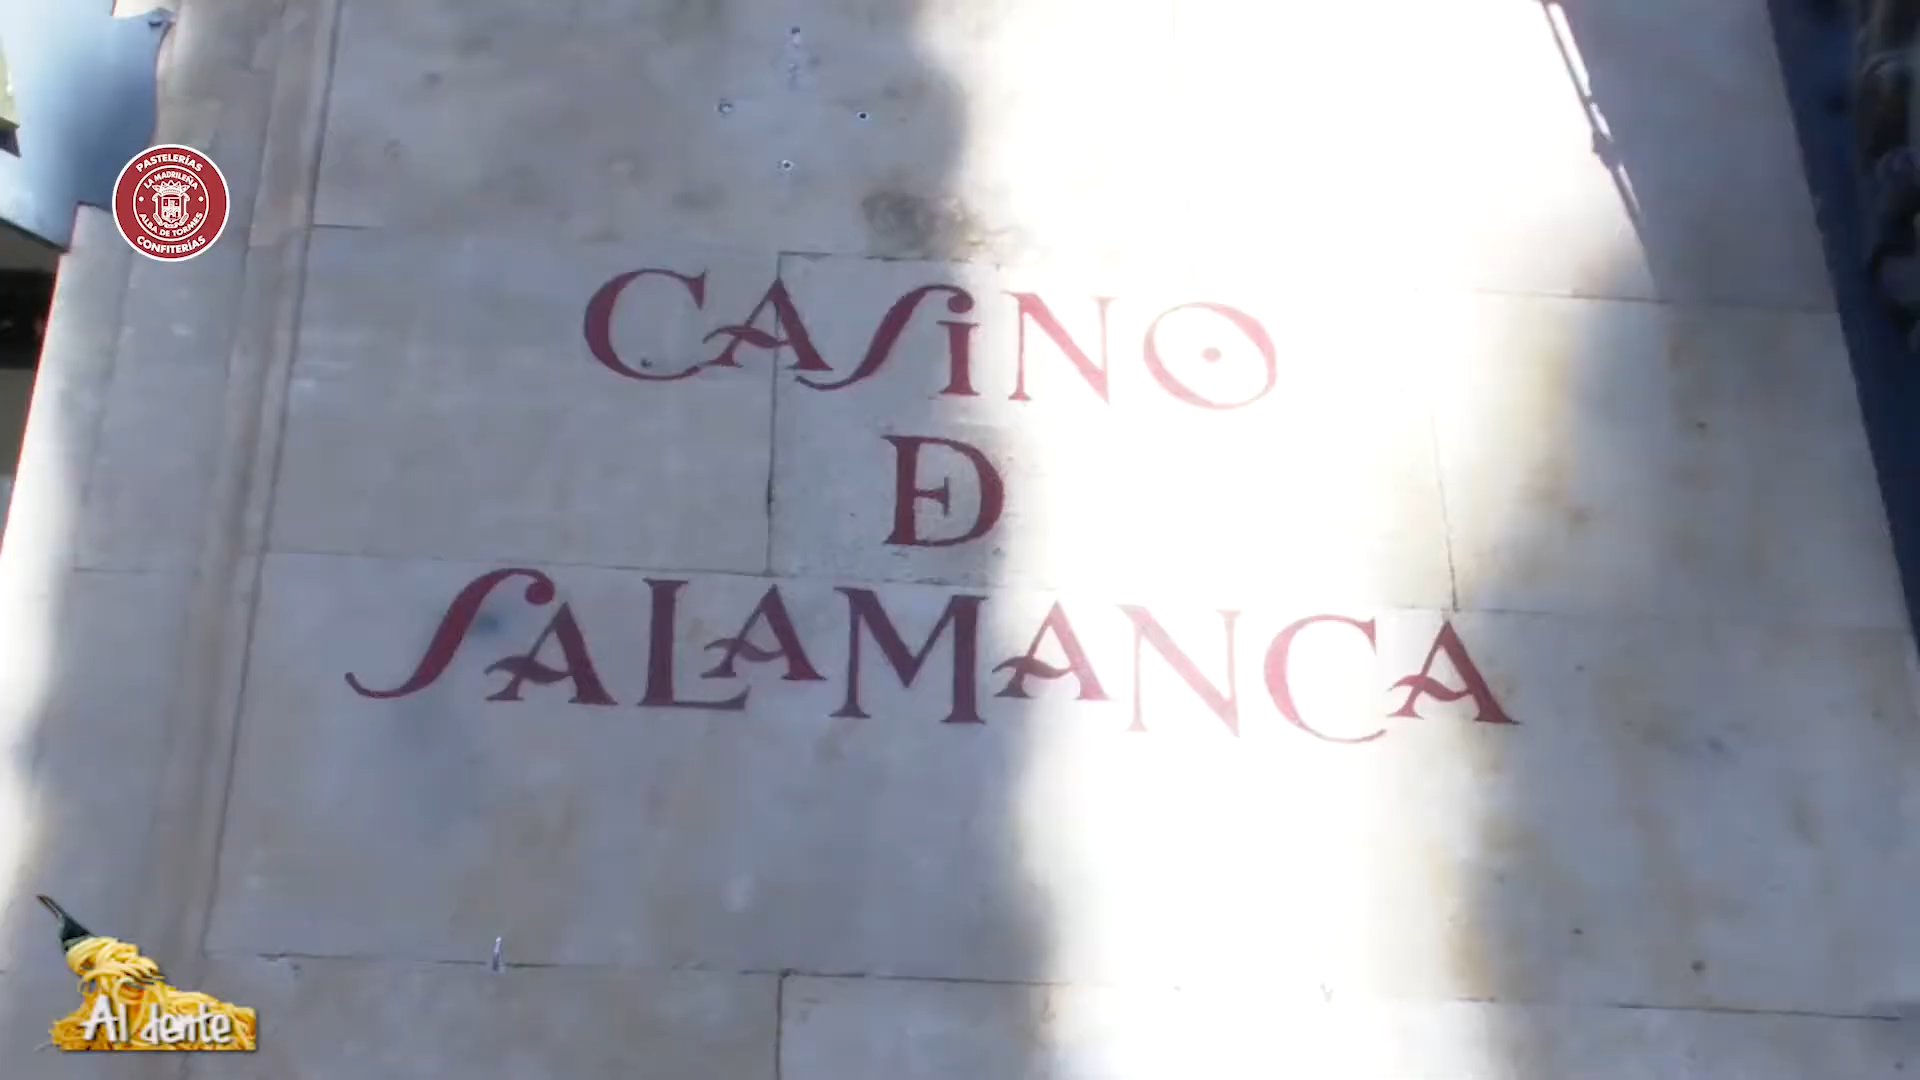 PASTELERÍAS
LA MADRILEÑA
ALBA DE TORMES
CONFITERÍAS
CASINO
DE
SALAMANCA
Al dente